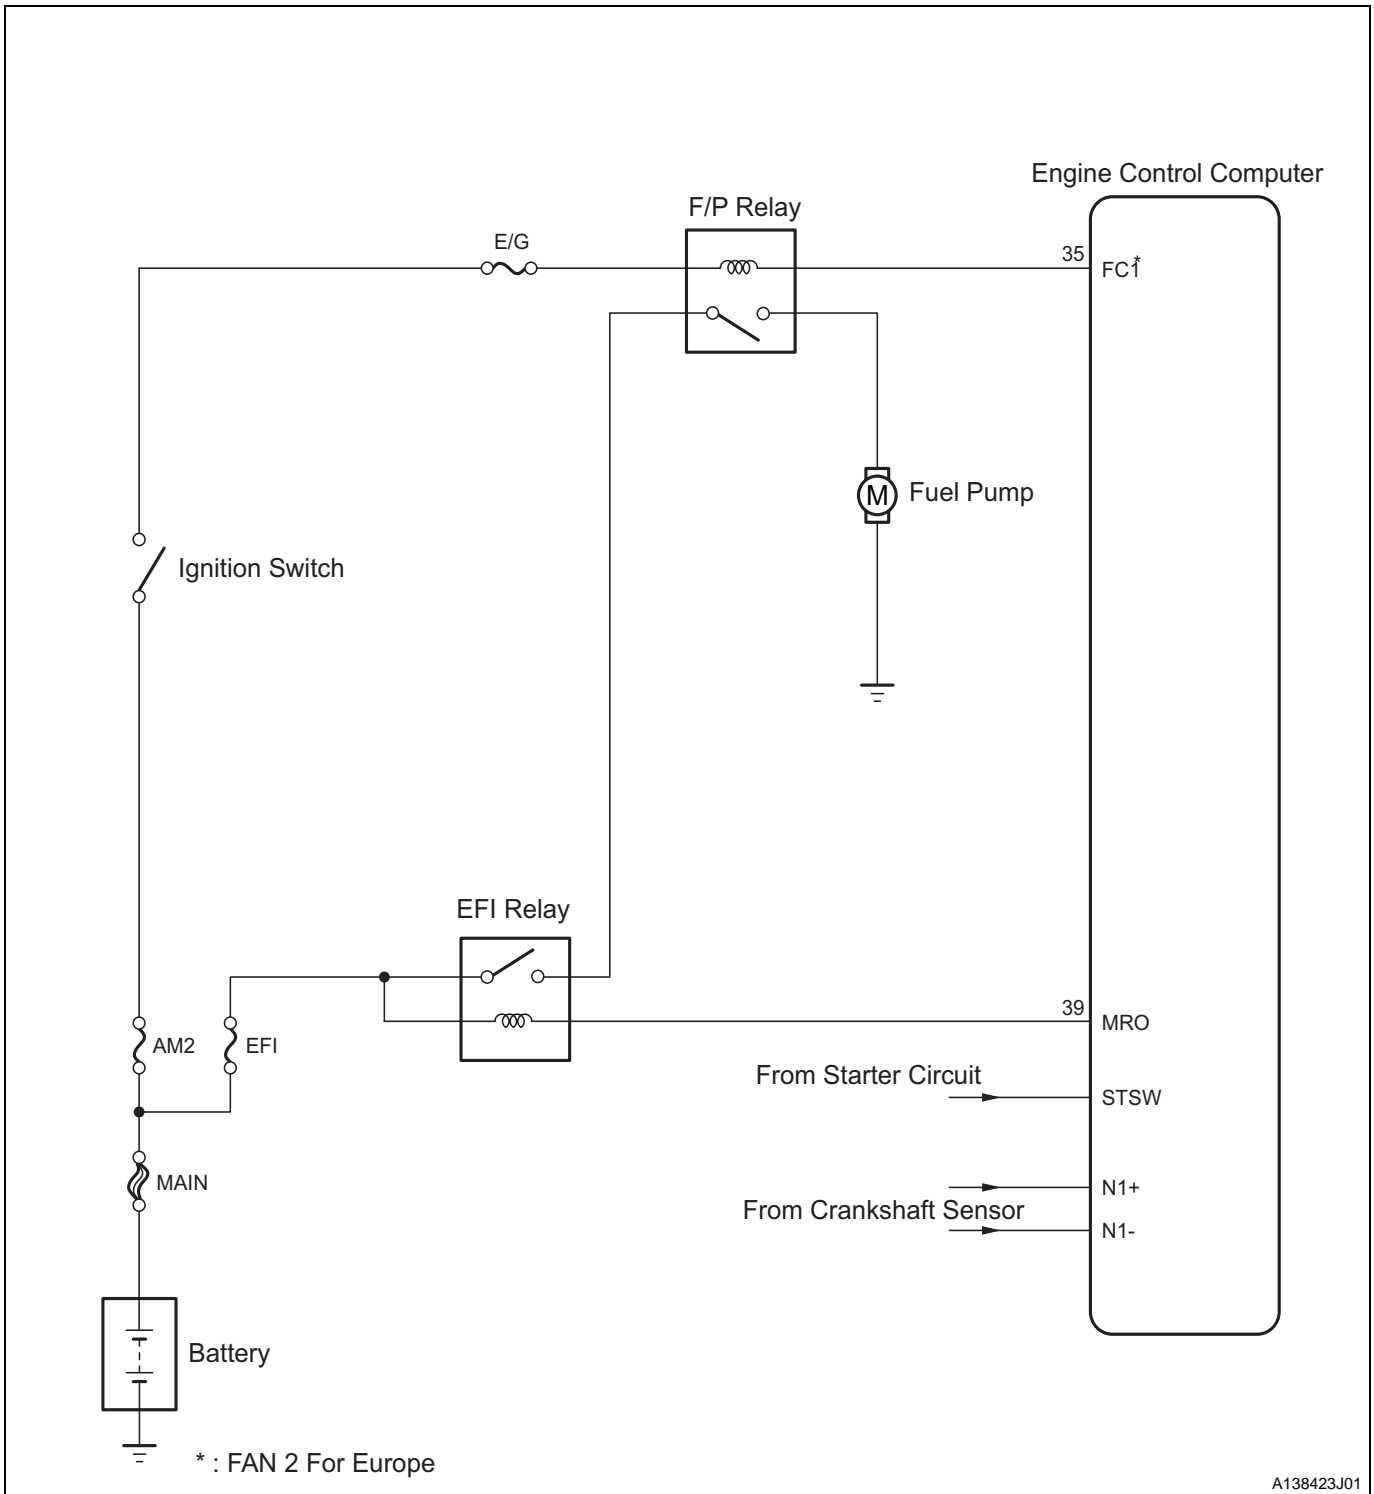 Engine Control Computer
F/P Relay
E/G
35
FC1*
M
Fuel Pump
Ignition Switch
EFI Relay
39
MRO
AM2
EFI
From Starter Circuit
STSW
MAIN
N1+
From Crankshaft Sensor
N1-
Battery
* : FAN 2 For Europe
A138423J01